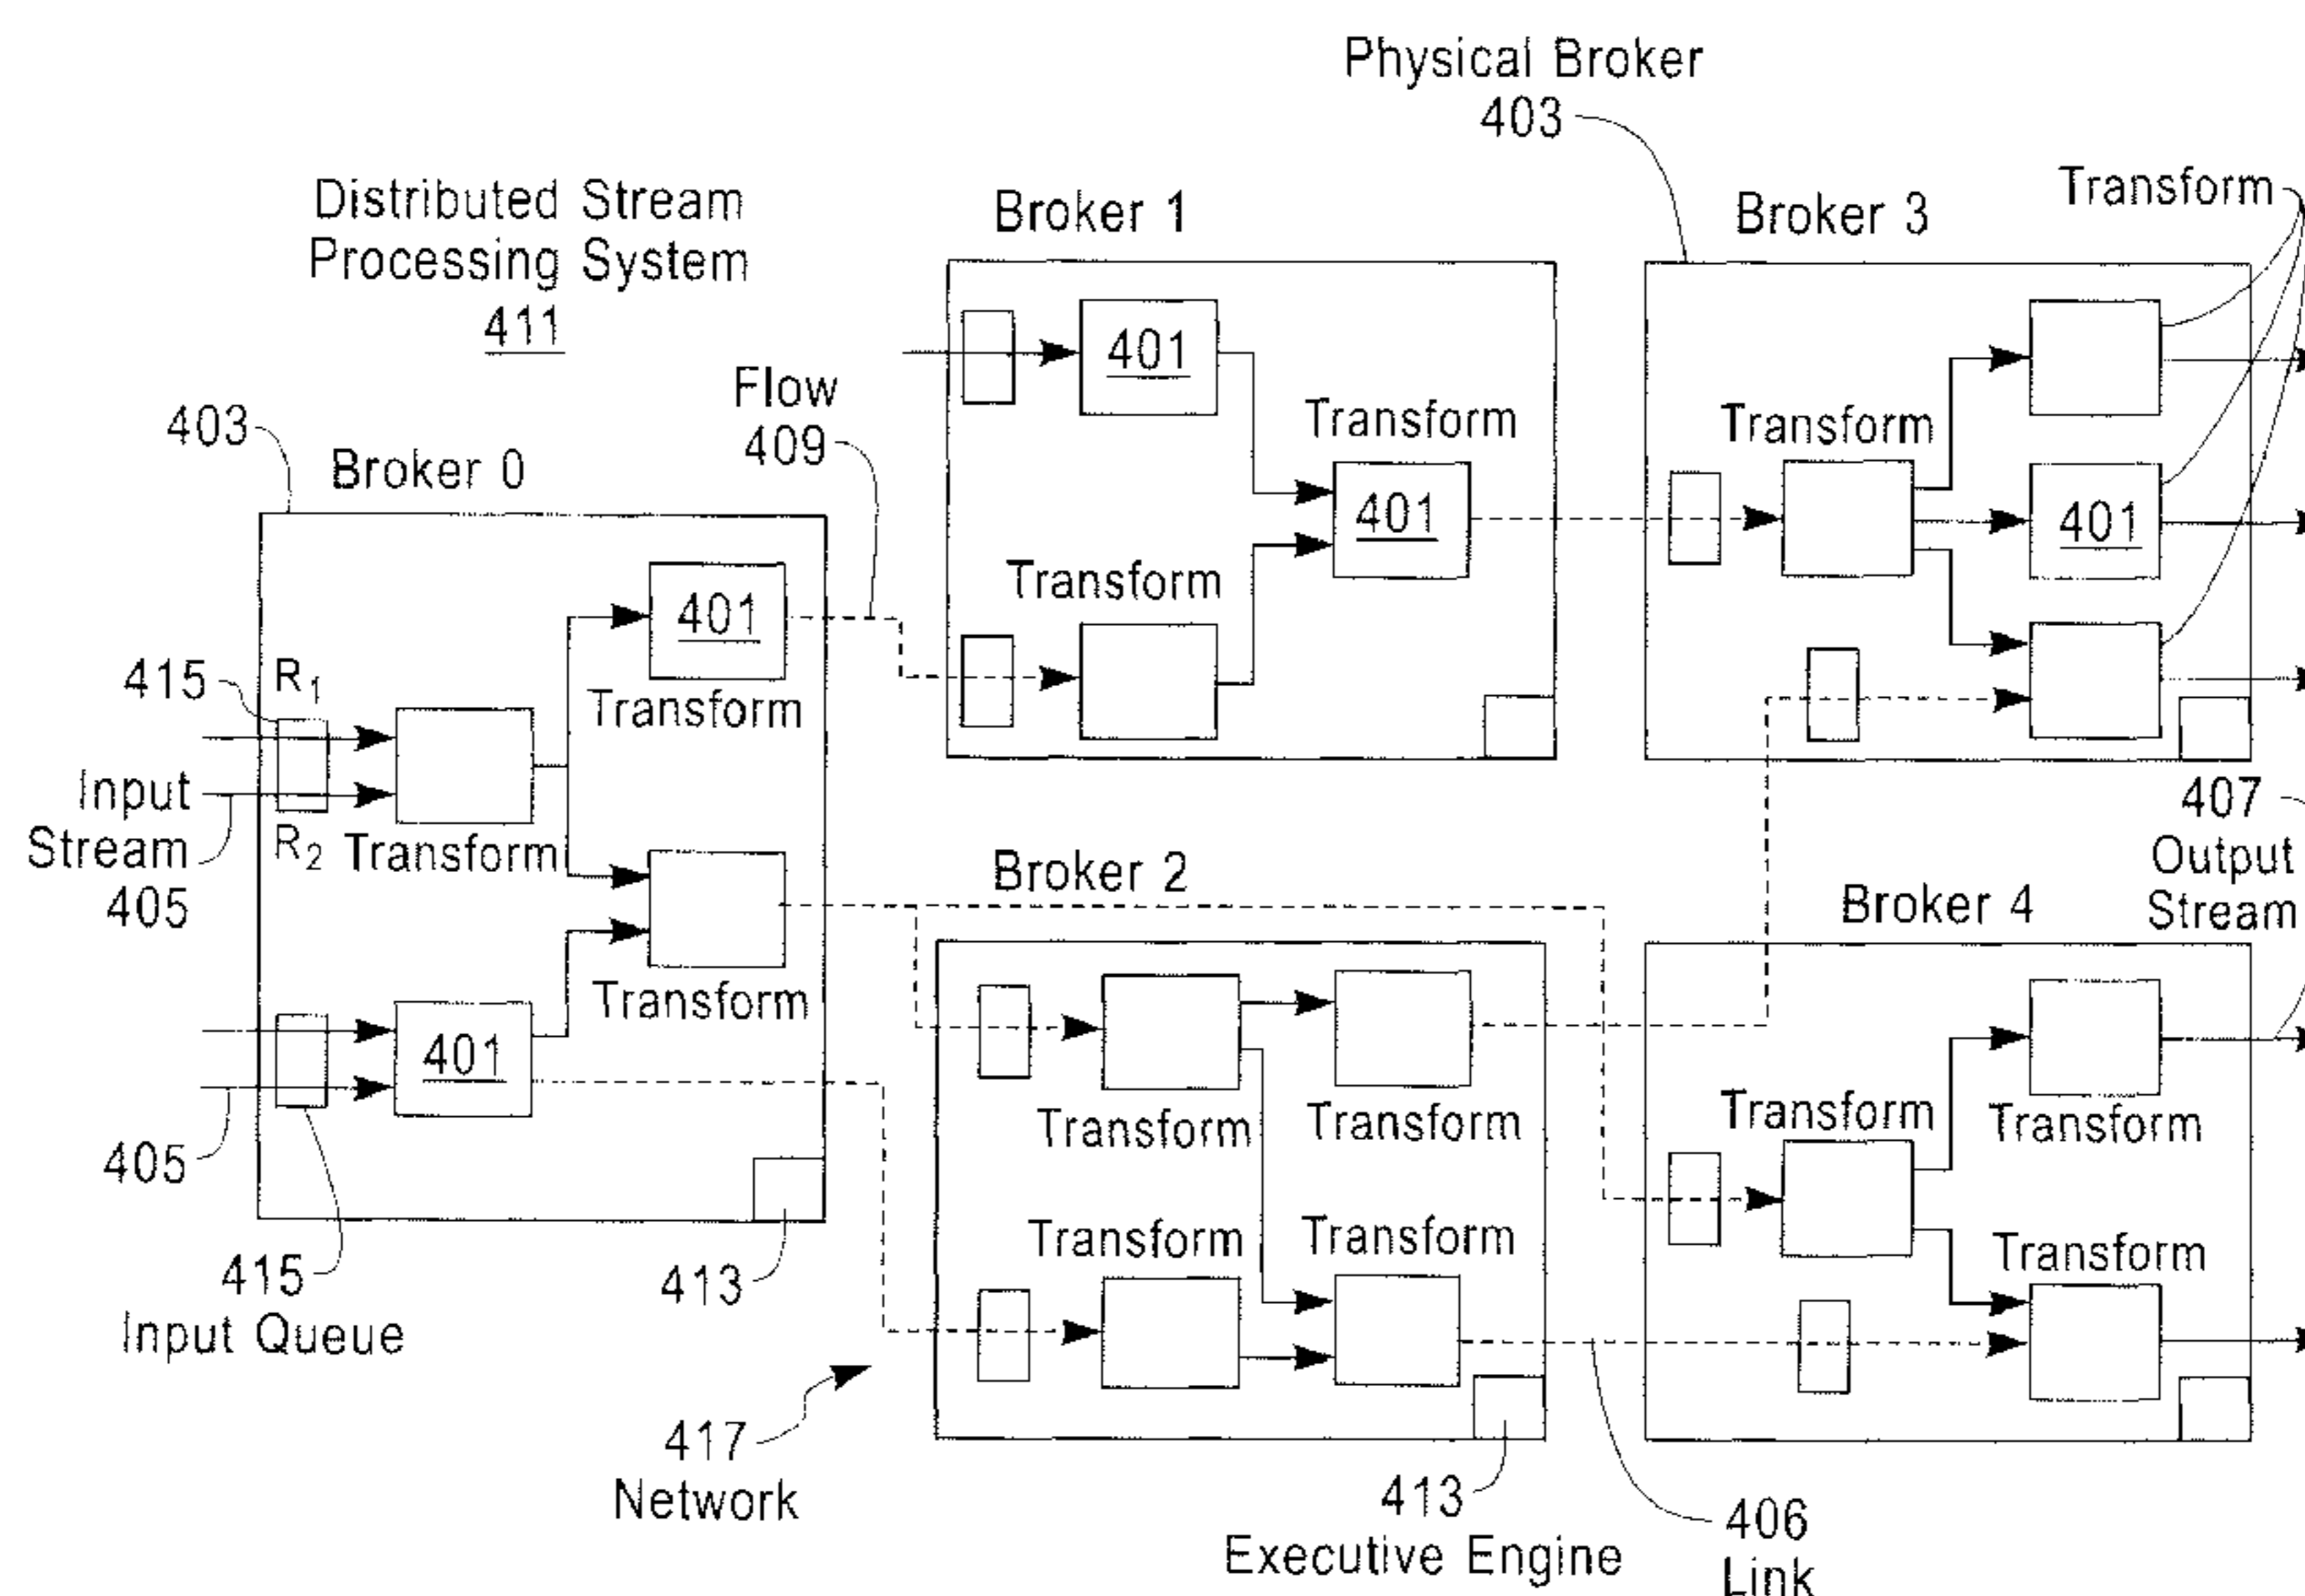 Physical Broker
403
Distributed Stream
Processing System
411
Broker 1
Broker 3
Transform
401
Flow
409
Transform
Transform
403
Broker 0
401
401
401
Transform
415
R1
Transform
Input
Stream
405
R2
Transform
407
Output
Stream
Broker 2
Broker 4
Transform
401
405
Transform
Transform
Transform
Transform
Transform
Transform
Transform
415
Input Queue
413
417
Network
413
Executive Engine
406
Link